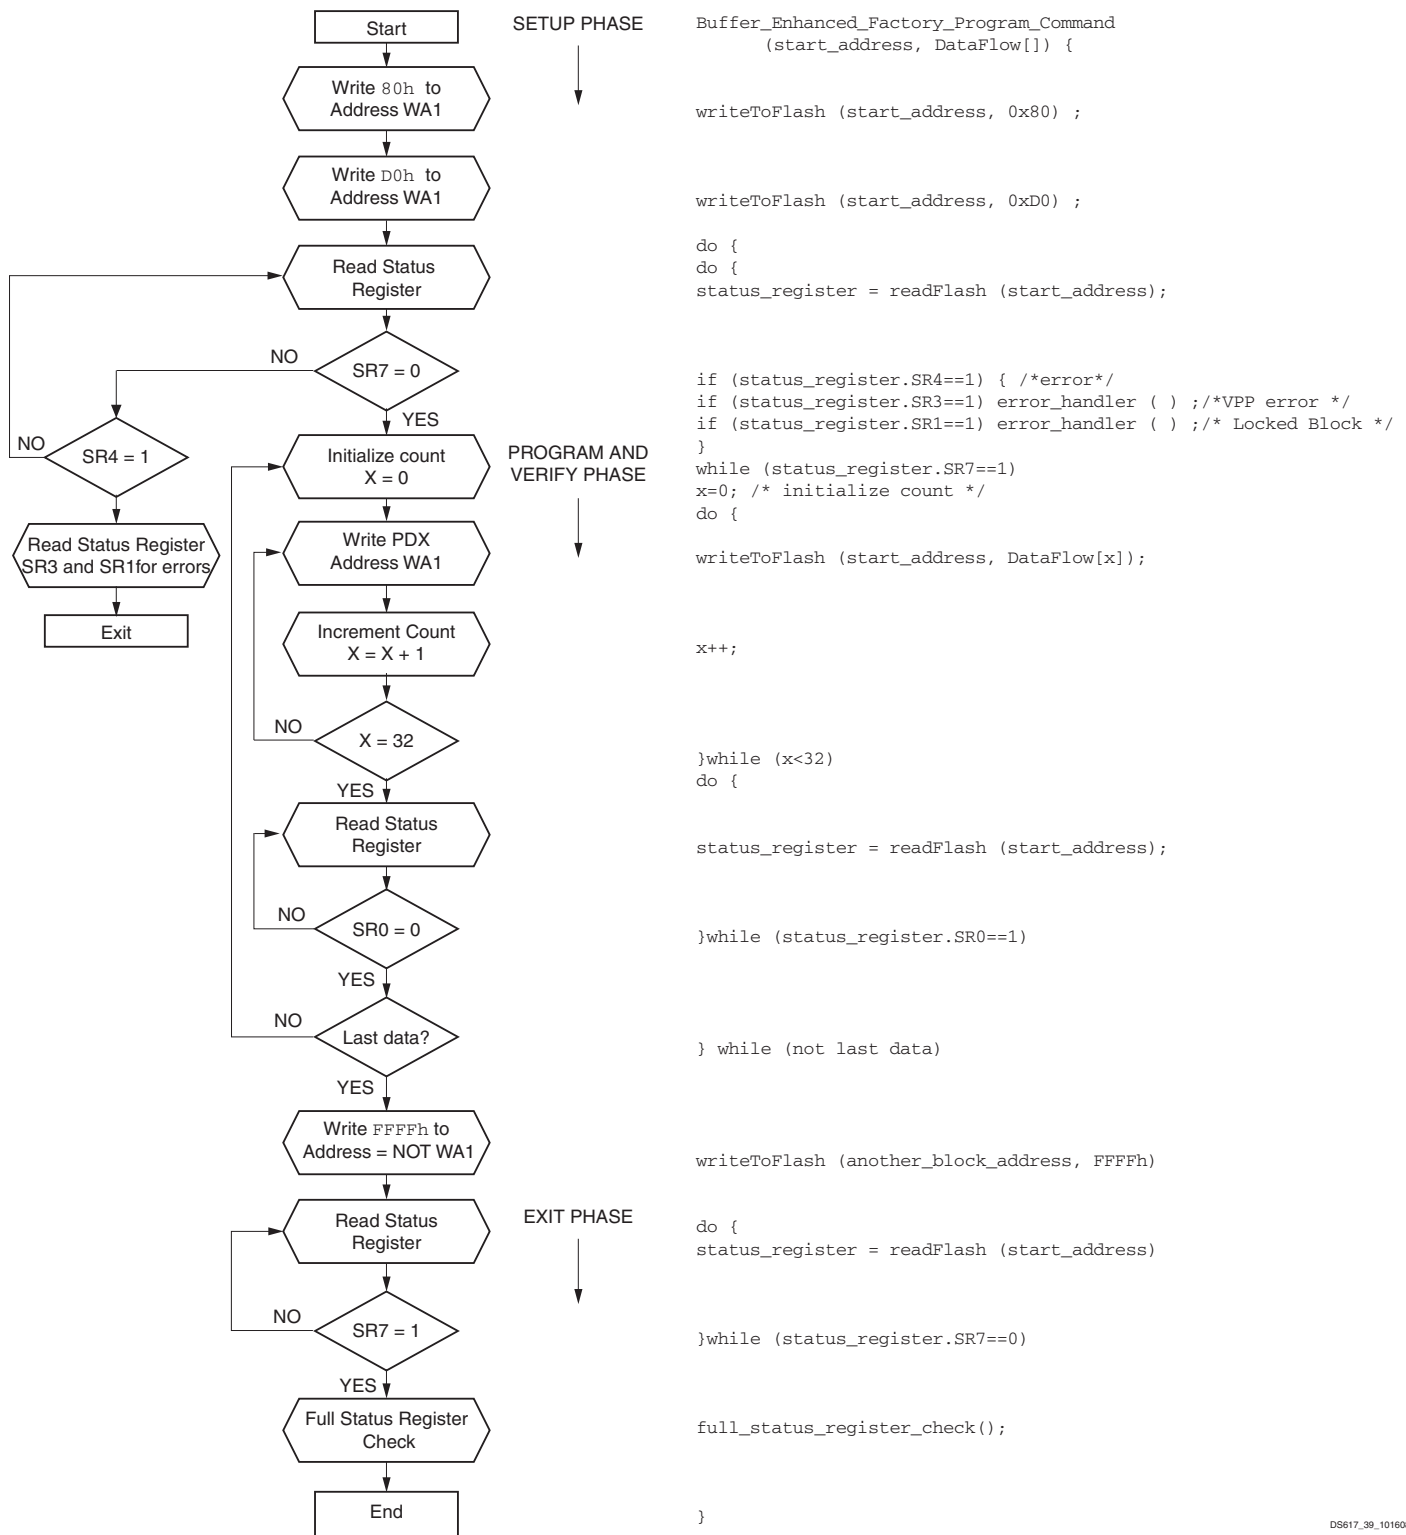 Start
SETUP PHASE
Buffer_Enhanced_Factory_Program_Command
(start_address, DataFlow[]) {
Write 80h to
Address WA1
writeToFlash (start_address, 0x80) ;
Write D0h to
Address WA1
writeToFlash (start_address, 0xD0) ;
do {
do {
Read Status
Register
status_register = readFlash (start_address);
NO
SR7 = 0
YES
if (status_register.SR4==1) { /*error*/
if (status_register.SR3==1) error_handler ( ) ;/*VPP error */
if (status_register.SR1==1) error_handler ( ) ;/* Locked Block */
}
while (status_register.SR7==1)
x=0; /* initialize count */
do {
NO
SR4 = 1
Initialize count
X = 0
PROGRAM AND
VERIFY PHASE
Read Status Register
SR3 and SR1for errors
Exit
Write PDX
Address WA1
writeToFlash (start_address, DataFlow[x]);
Increment Count
X = X + 1
x++;
NO
X = 32
YES
}while (x<32)
do {
Read Status
Register
status_register = readFlash (start_address);
NO
SR0 = 0
YES
}while (status_register.SR0==1)
NO
Last data?
YES
} while (not last data)
Write FFFFh to
Address = NOT WA1
writeToFlash (another_block_address, FFFFh)
Read Status
Register
EXIT PHASE
do {
status_register = readFlash (start_address)
NO
SR7 = 1
YES
}while (status_register.SR7==0)
Full Status Register
Check
full_status_register_check();
End
}